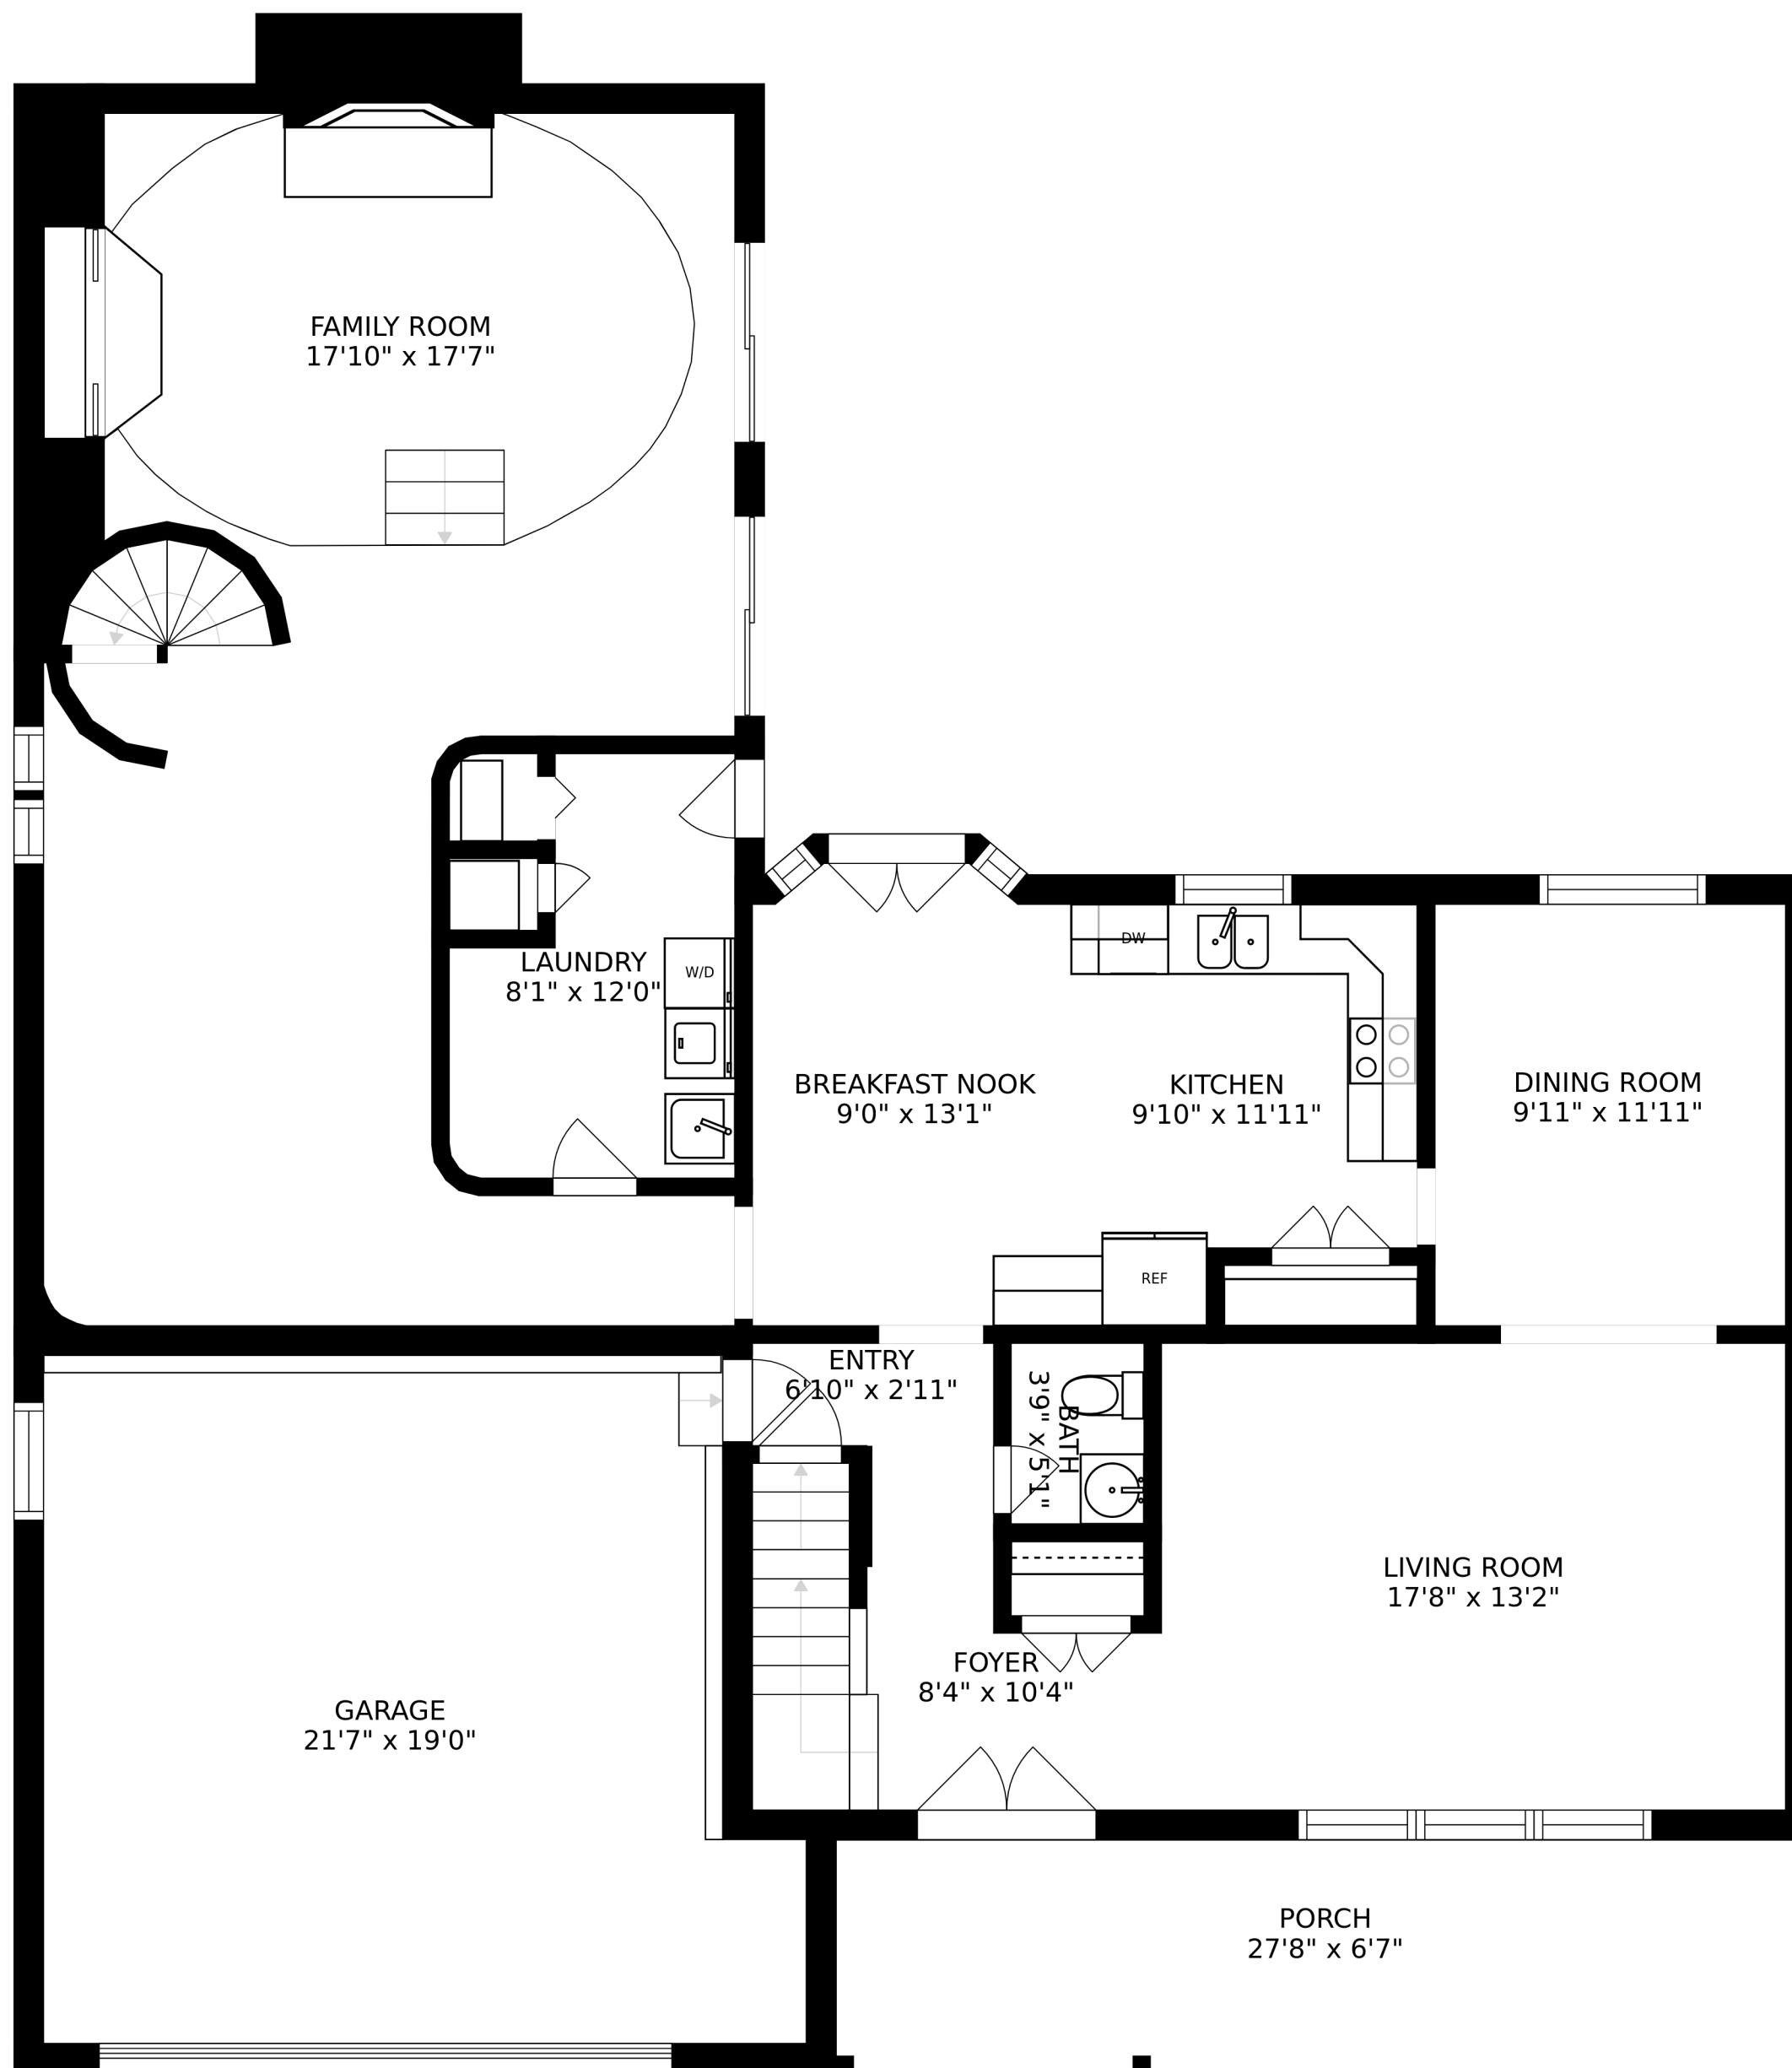 FAMILY ROOM
17'10" x 17'7"
LAUNDRY
8'1" x 12'0"
W/D
DW
BREAKFAST NOOK
9'0" x 13'1"
KITCHEN
9'10" x 11'11"
DINING ROOM
9'11" x 11'11"
REF
ENTRY
6'10" x 2'11"
BATH
3'9" x 5'1"
LIVING ROOM
17'8" x 13'2"
FOYER
8'4" x 10'4"
GARAGE
21'7" x 19'0"
PORCH
27'8" x 6'7"